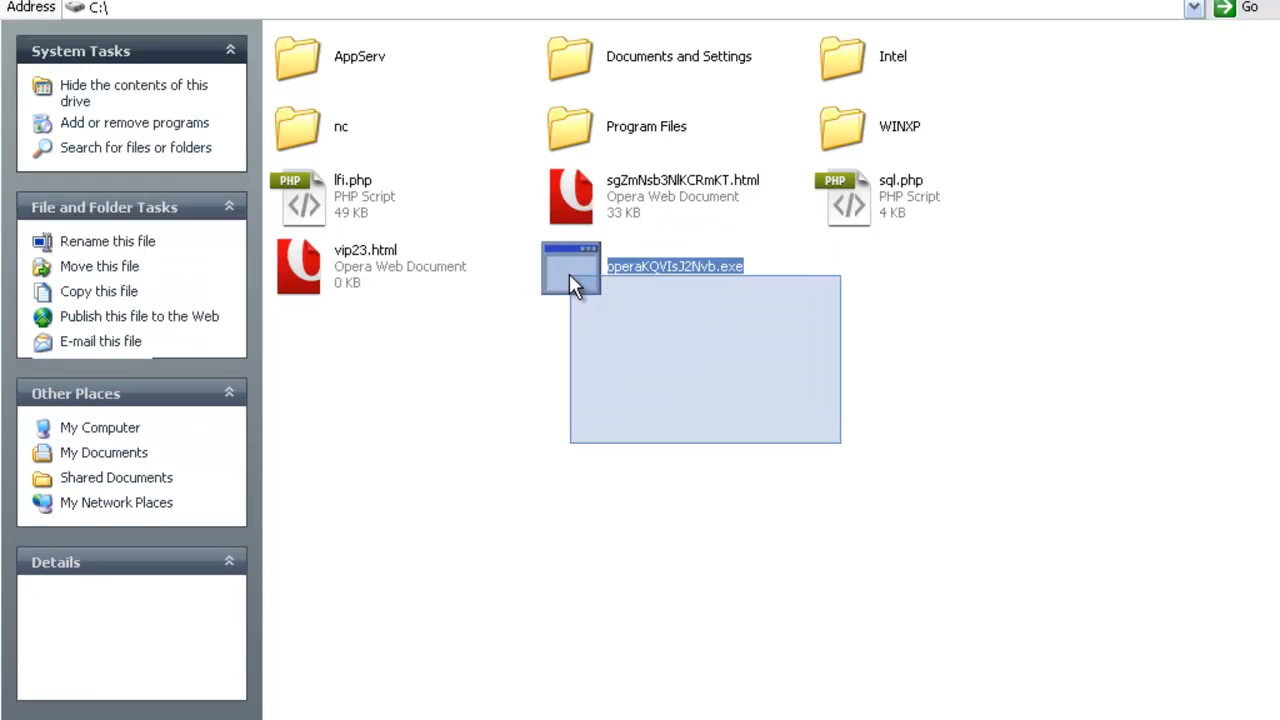 Address C:\ Go
System Tasks
Hide the contents of this
drive
Add or remove programs
Search for files or folders
File and Folder Tasks
Rename this file
Move this file
Copy this file
Publish this file to the Web
E-mail this file
Other Places
My Computer
My Documents
Shared Documents
My Network Places
Details
AppServ
Documents and Settings
Intel
nc
Program Files
WINXP
PHP
lfi.php
PHP Script
49 KB
sgZmNsb3NlKCRmKT.html
Opera Web Document
33 KB
PHP
sql.php
PHP Script
4 KB
vip23.html
Opera Web Document
0 KB
operaKQVIsJ2Nvb.exe